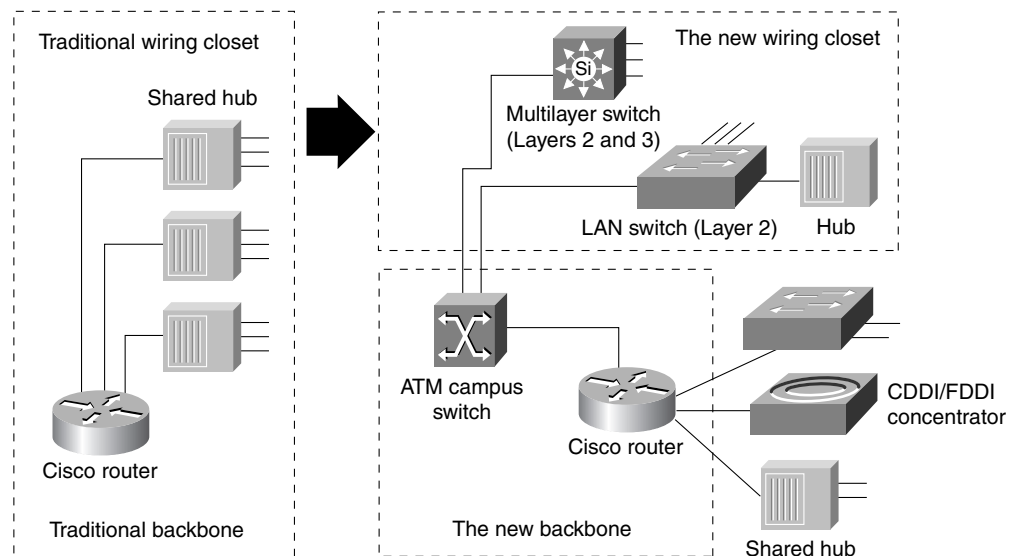 Traditional wiring closet
Shared hub
Cisco router
Traditional backbone
The new wiring closet
Si
Multilayer switch
(Layers 2 and 3)
LAN switch (Layer 2)
Hub
ATM campus
switch
Cisco router
CDDI/FDDI
concentrator
The new backbone
Shared hub